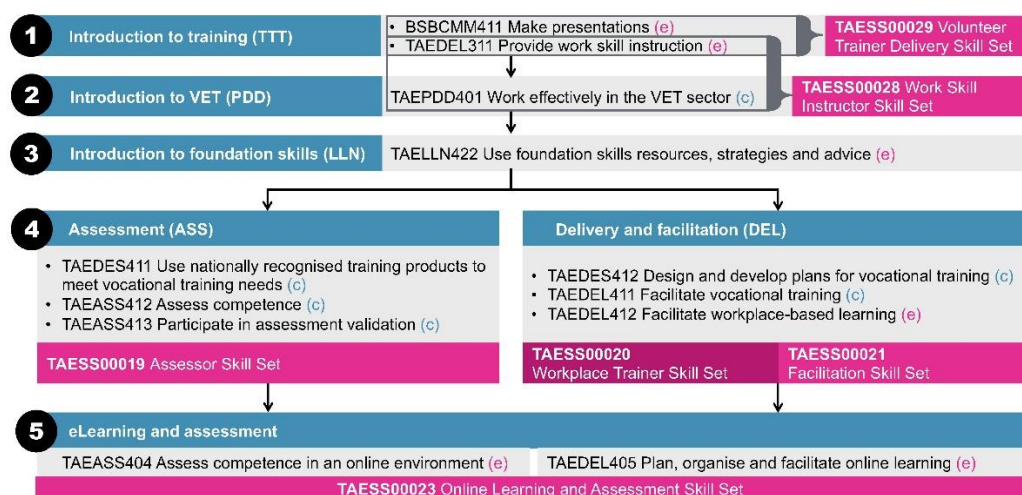 1
Introduction to training (TTT)
• BSBCMM411 Make presentations (e)
• TAEDEL311 Provide work skill instruction (e)
TAESS00029 Volunteer
Trainer Delivery Skill Set
2
Introduction to VET (PDD)
TAEPDD401 Work effectively in the VET sector (c)
TAESS00028 Work Skill
Instructor Skill Set
3
Introduction to foundation skills (LLN)
TAELLN422 Use foundation skills resources, strategies and advice (e)
4
Assessment (ASS)
• TAEDES411 Use nationally recognised training products to
meet vocational training needs (c)
• TAEASS412 Assess competence (c)
• TAEASS413 Participate in assessment validation (c)
TAESS00019 Assessor Skill Set
Delivery and facilitation (DEL)
• TAEDES412 Design and develop plans for vocational training (c)
• TAEDEL411 Facilitate vocational training (c)
• TAEDEL412 Facilitate workplace-based learning (e)
TAESS00020
Workplace Trainer Skill Set
TAESS00021
Facilitation Skill Set
5
eLearning and assessment
TAEASS404 Assess competence in an online environment (e)
TAEDEL405 Plan, organise and facilitate online learning (e)
TAESS00023 Online Learning and Assessment Skill Set